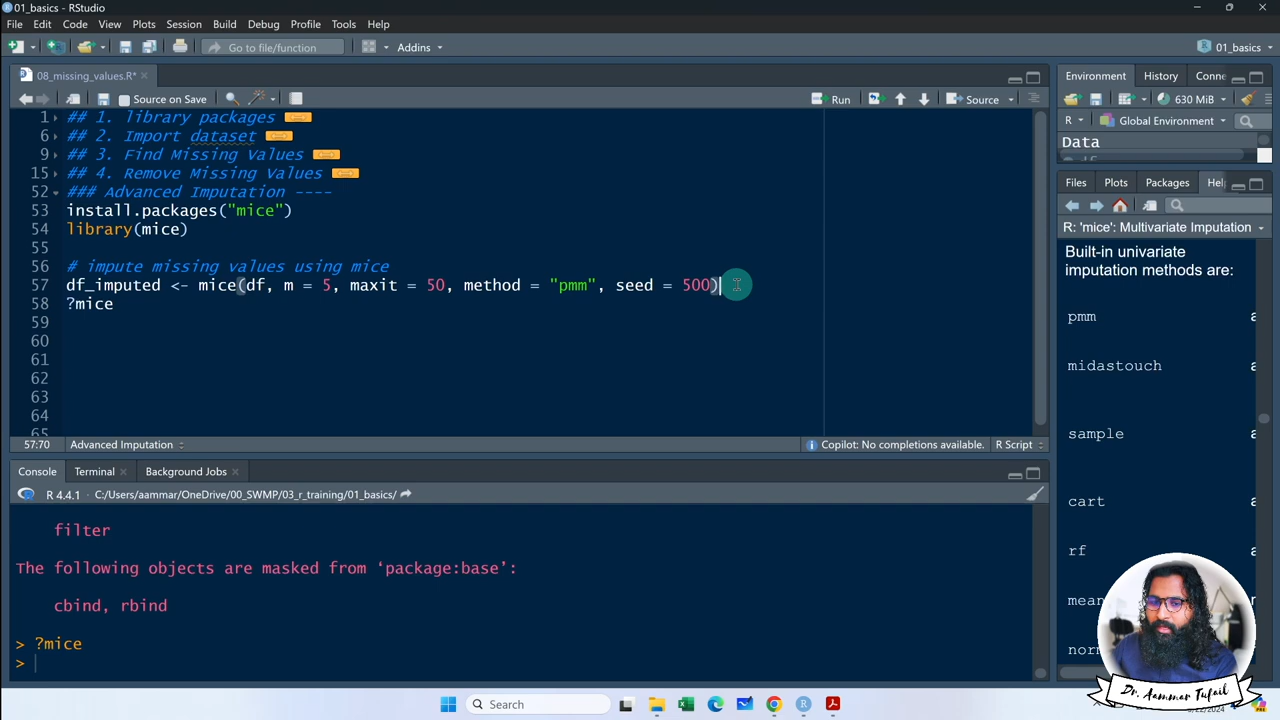 01_basics - RStudio
File Edit Code View Plots Session Build Debug Profile Tools Help
Go to file/function Addins 01_basics
08_missing_values.R*
Source on Save Run Source
1 ## 1. library packages
6 ## 2. Import dataset
9 ## 3. Find Missing Values
15 ## 4. Remove Missing Values
52 ### Advanced Imputation ----
53 install.packages("mice")
54 library(mice)
55
56 # impute missing values using mice
57 df_imputed <- mice(df, m = 5, maxit = 50, method = "pmm", seed = 500)
58 ?mice
59
60
61
62
63
64
65
57:70 Advanced Imputation Copilot: No completions available. R Script
Console Terminal Background Jobs
R 4.4.1 · C:/Users/aammar/OneDrive/00_SWMP/03_r_training/01_basics/
filter
The following objects are masked from ‘package:base’:
cbind, rbind
> ?mice
>
Environment History Conne
630 MiB
R Global Environment
Data
Files Plots Packages Hel
R: 'mice': Multivariate Imputation
Built-in univariate
imputation methods are:
pmm a
midastouch a
sample a
cart a
rf a
mean
norm
Dr. Aammar Tufail
Search